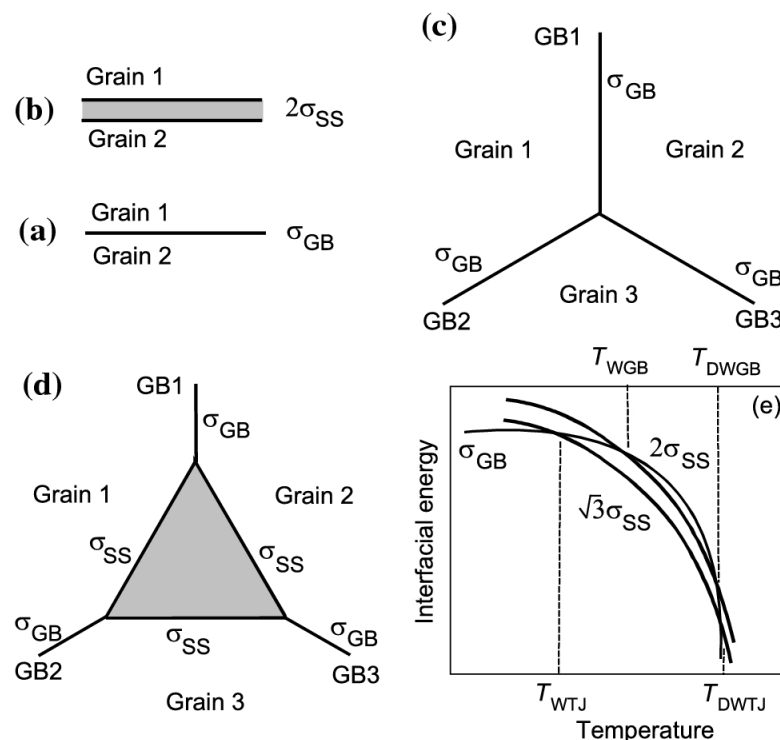 (b)
Grain 1
Grain 2
2σSS
(a)
Grain 1
Grain 2
σGB
(c)
GB1
σGB
Grain 1
Grain 2
σGB
σGB
Grain 3
GB2
GB3
(d)
GB1
σGB
Grain 1
Grain 2
σSS
σSS
σGB
σSS
σGB
GB2
GB3
Grain 3
TWGB
TDWGB
(e)
σGB
2σSS
√3σSS
Interfacial energy
TWTJ
TDWTJ
Temperature